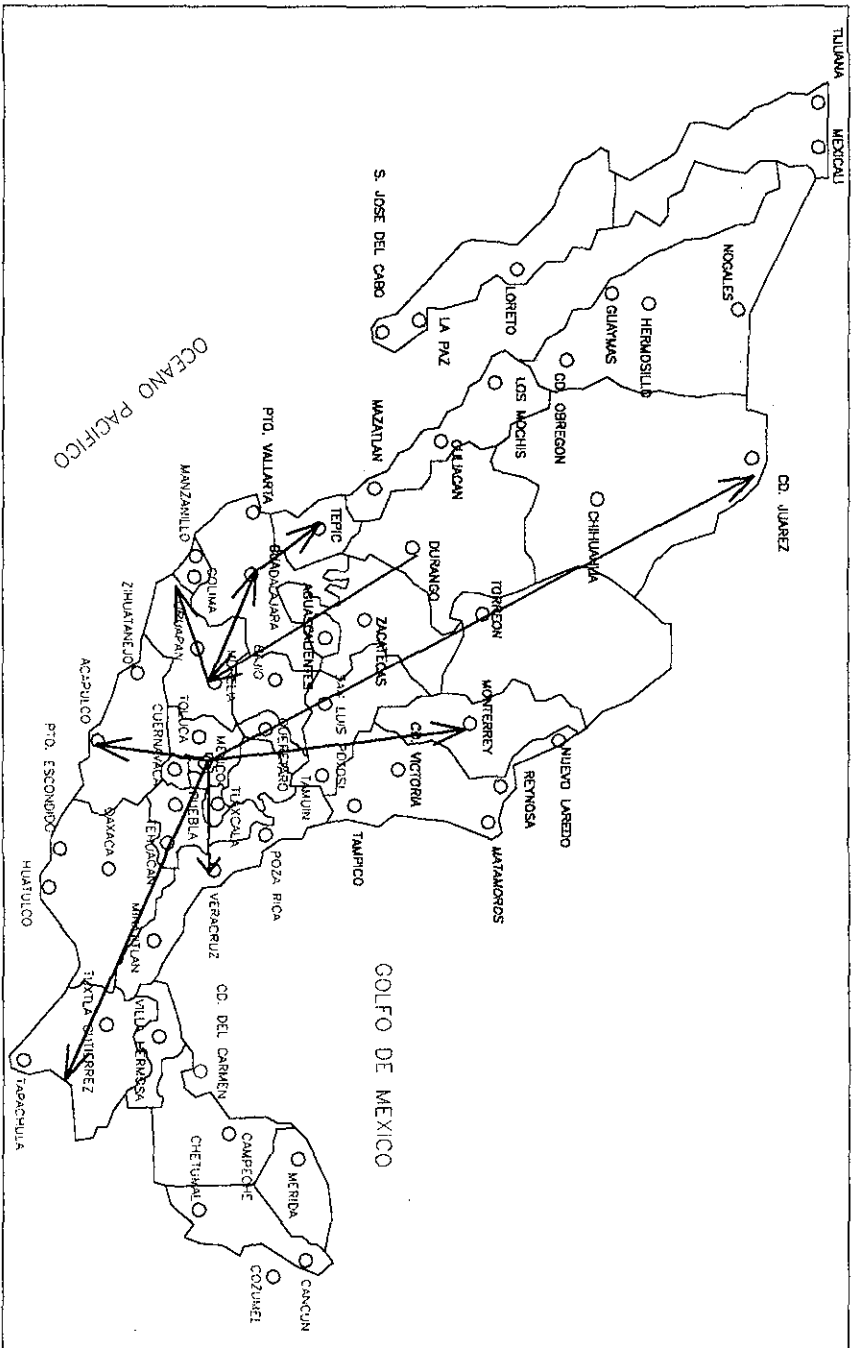 TIJUANA
MEXICALI
NOGALES
HERMOSILLO
GUAYMAS
CD. OBREGON
LORETO
LA PAZ
S. JOSE DEL CABO
LOS MOCHIS
CULIACAN
MAZATLAN
CD. JUAREZ
CHIHUAHUA
TORREON
DURANGO
ZACATECAS
AGUASCALIENTES
TEPIC
GUADALAJARA
PTO. VALLARTA
MANZANILLO
COLIMA
URUAPAN
MORELIA
BAJIO
SAN LUIS POTOSI
QUERETARO
MONTERREY
NUEVO LAREDO
REYNOSA
MATAMOROS
CD. VICTORIA
TAMPICO
TAMUIN
POZA RICA
VERACRUZ
TLAXCALA
MEXICO
TOLUCA
CUERNAVACA
PUEBLA
TEHUACAN
ZIHUATANEJO
ACAPULCO
PTO. ESCONDIDO
OAXACA
HUATULCO
MINATITLAN
TUXTLA GUTIERREZ
VILLA HERMOSA
TAPACHULA
CD. DEL CARMEN
CAMPECHE
CHETUMAL
MERIDA
CANCUN
COZUMEL
OCEANO PACIFICO
GOLFO DE MEXICO